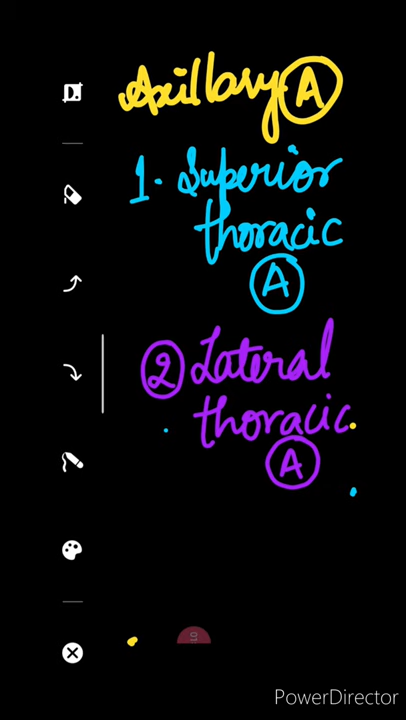 Axillary A
1. Superior
thoracic
A
2 Lateral
thoracic
A
PowerDirector